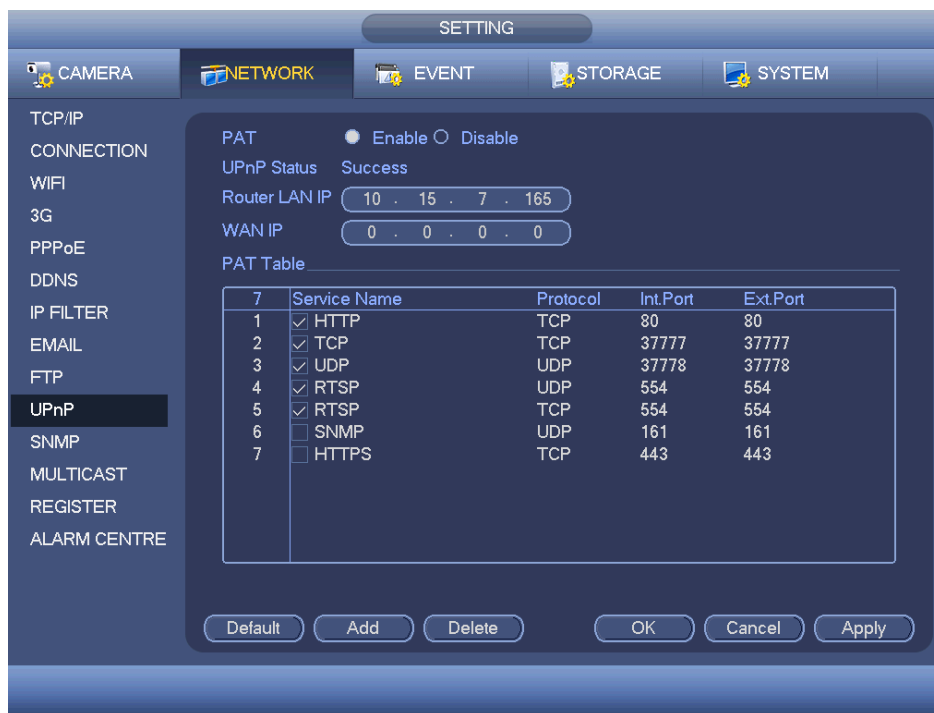 SETTING
CAMERA NETWORK EVENT STORAGE SYSTEM
TCP/IP
CONNECTION
WIFI
3G
PPPoE
DDNS
IP FILTER
EMAIL
FTP
UPnP
SNMP
MULTICAST
REGISTER
ALARM CENTRE
PAT Enable Disable
UPnP Status Success
Router LAN IP 10 . 15 . 7 . 165
WAN IP 0 . 0 . 0 . 0
PAT Table
7 Service Name Protocol Int.Port Ext.Port
1 HTTP TCP 80 80
2 TCP TCP 37777 37777
3 UDP UDP 37778 37778
4 RTSP UDP 554 554
5 RTSP TCP 554 554
6 SNMP UDP 161 161
7 HTTPS TCP 443 443
Default Add Delete OK Cancel Apply